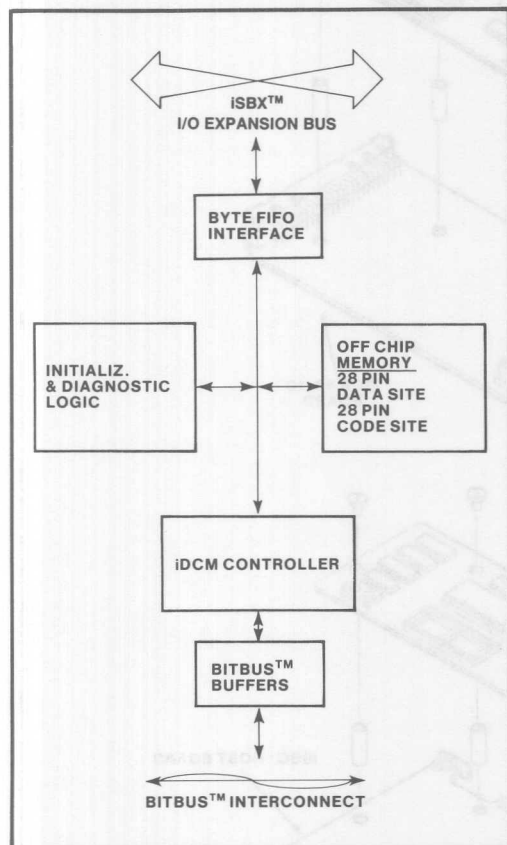 iSBX™
I/O EXPANSION BUS
BYTE FIFO
INTERFACE
INITIALIZ.
& DIAGNOSTIC
LOGIC
OFF CHIP
MEMORY
28 PIN
DATA SITE
28 PIN
CODE SITE
iDCM CONTROLLER
BITBUS™
BUFFERS
BITBUS™ INTERCONNECT